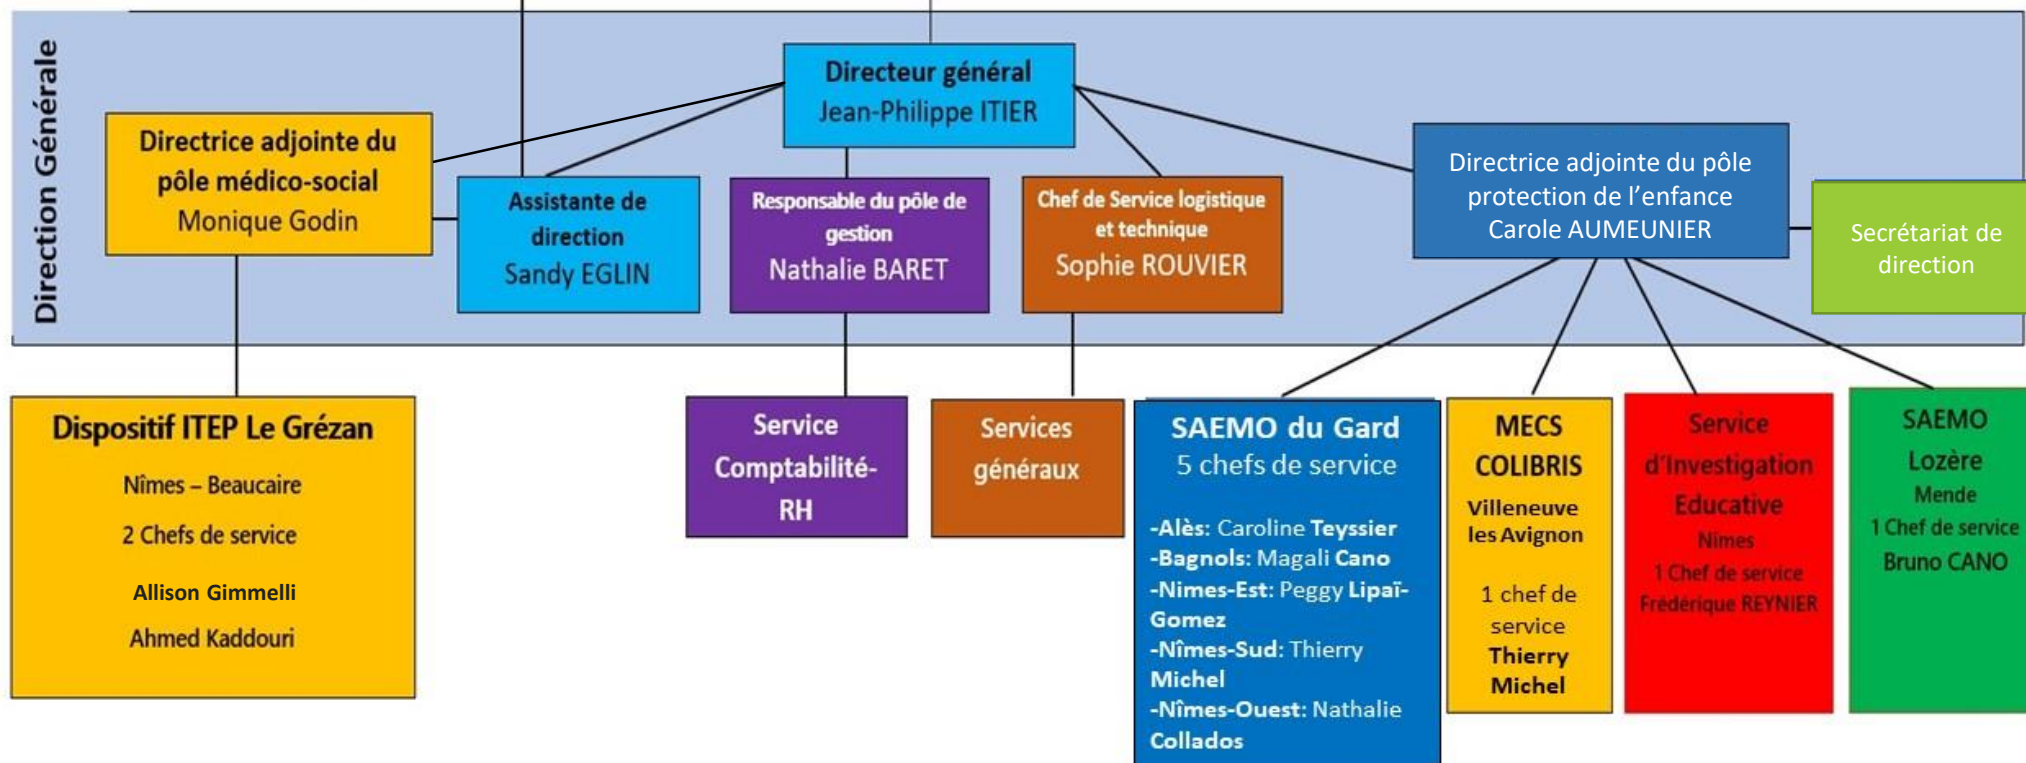 Direction Générale
Directeur général
Jean-Philippe ITIER
Directrice adjointe du
pôle médico-social
Monique Godin
Assistante de
direction
Sandy EGLIN
Responsable du pôle de
gestion
Nathalie BARET
Chef de Service logistique
et technique
Sophie ROUVIER
Directrice adjointe du pôle
protection de l’enfance
Carole AUMEUNIER
Secrétariat de
direction
Dispositif ITEP Le Grézan
Nîmes – Beaucaire
2 Chefs de service
Allison Gimmelli
Ahmed Kaddouri
Service
Comptabilité-
RH
Services
généraux
SAEMO du Gard
5 chefs de service
-Alès: Caroline Teyssier
-Bagnols: Magali Cano
-Nimes-Est: Peggy Lipaï-
Gomez
-Nîmes-Sud: Thierry
Michel
-Nîmes-Ouest: Nathalie
Collados
MECS
COLIBRIS
Villeneuve
les Avignon
1 chef de
service
Thierry
Michel
Service
d’Investigation
Educative
Nimes
1 Chef de service
Frédérique REYNIER
SAEMO
Lozère
Mende
1 Chef de service
Bruno CANO